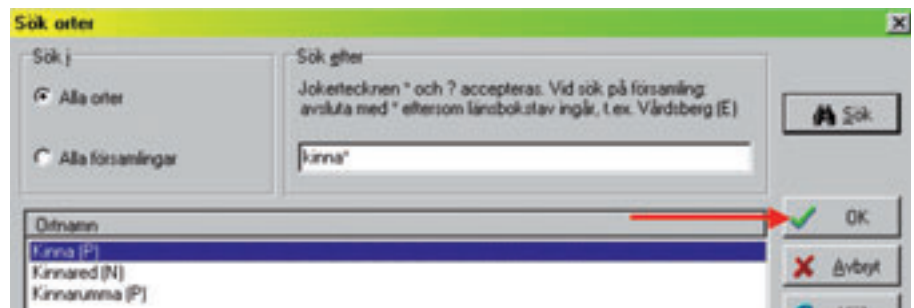 Sök orter
Sök i
Alla orter
Alla församlingar
Sök efter
Jokertecknen * och ? accepteras. Vid sök på församling:
avsluta med * eftersom länsbokstav ingår, t.ex. Vårdsberg (E)
kinna*
Sök
Ortnamn
Kinna (P)
Kinnared (N)
Kinnarumma (P)
OK
Avbryt